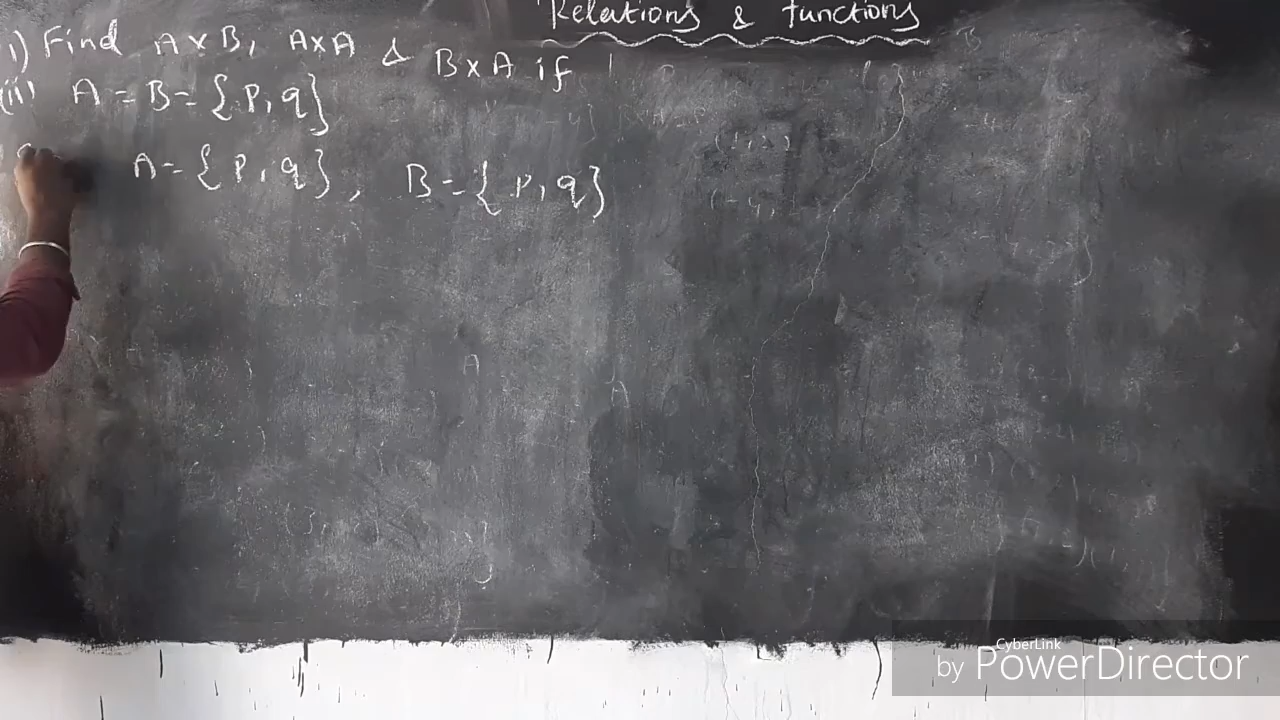 Relations & functions
1) Find A×B, A×A & B×A if
(ii) A = B = {p, q}
A = {p, q}, B = {p, q}
CyberLink
by PowerDirector